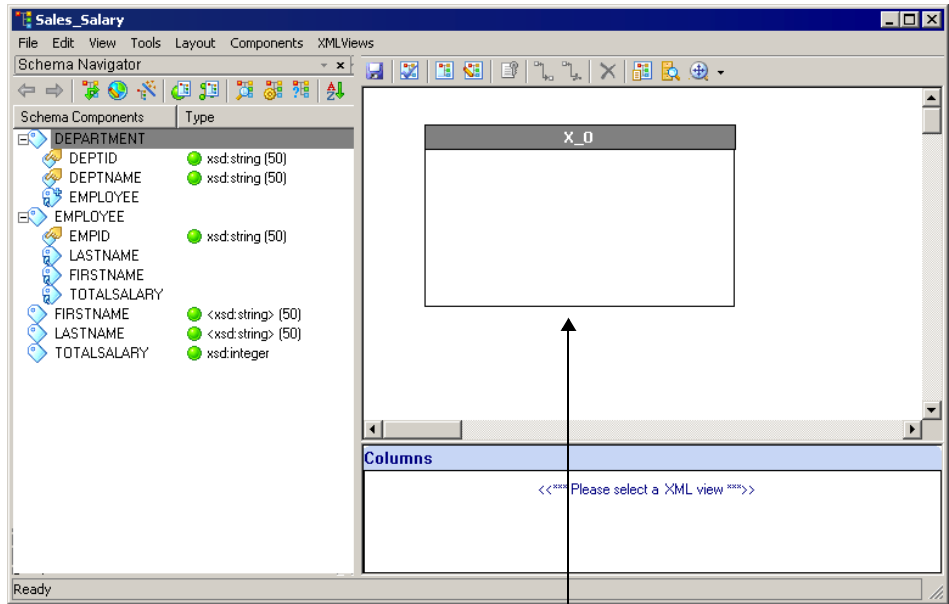 Sales_Salary
File Edit View Tools Layout Components XMLViews
Schema Navigator
Schema Components Type
DEPARTMENT
DEPTID xsd:string (50)
DEPTNAME xsd:string (50)
EMPLOYEE
EMPLOYEE
EMPID xsd:string (50)
LASTNAME
FIRSTNAME
TOTALSALARY
FIRSTNAME <xsd:string> (50)
LASTNAME <xsd:string> (50)
TOTALSALARY xsd:integer
X_0
Columns
<<*** Please select a XML view ***>>
Ready